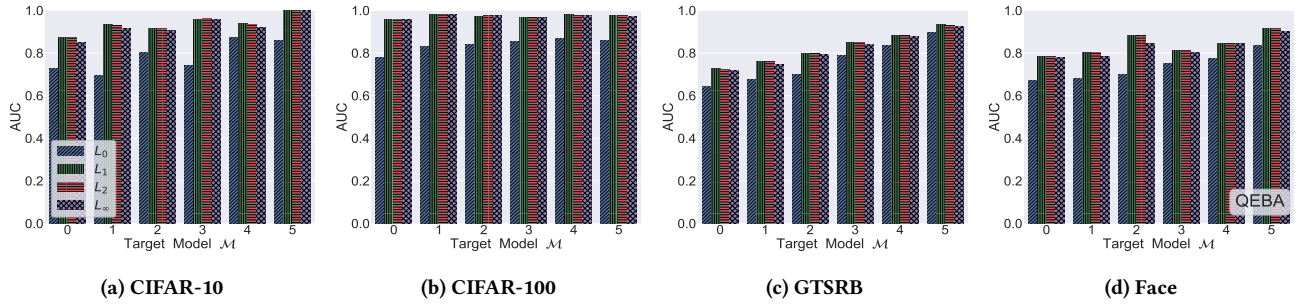 1.0
0.8
0.6
0.4
0.2
0.0
AUC
L₀
L₁
L₂
L∞
0 1 2 3 4 5
Target Model ℳ
(a) CIFAR-10
1.0
0.8
0.6
0.4
0.2
0.0
AUC
0 1 2 3 4 5
Target Model ℳ
(b) CIFAR-100
1.0
0.8
0.6
0.4
0.2
0.0
AUC
0 1 2 3 4 5
Target Model ℳ
(c) GTSRB
1.0
0.8
0.6
0.4
0.2
0.0
AUC
QEBA
0 1 2 3 4 5
Target Model ℳ
(d) Face